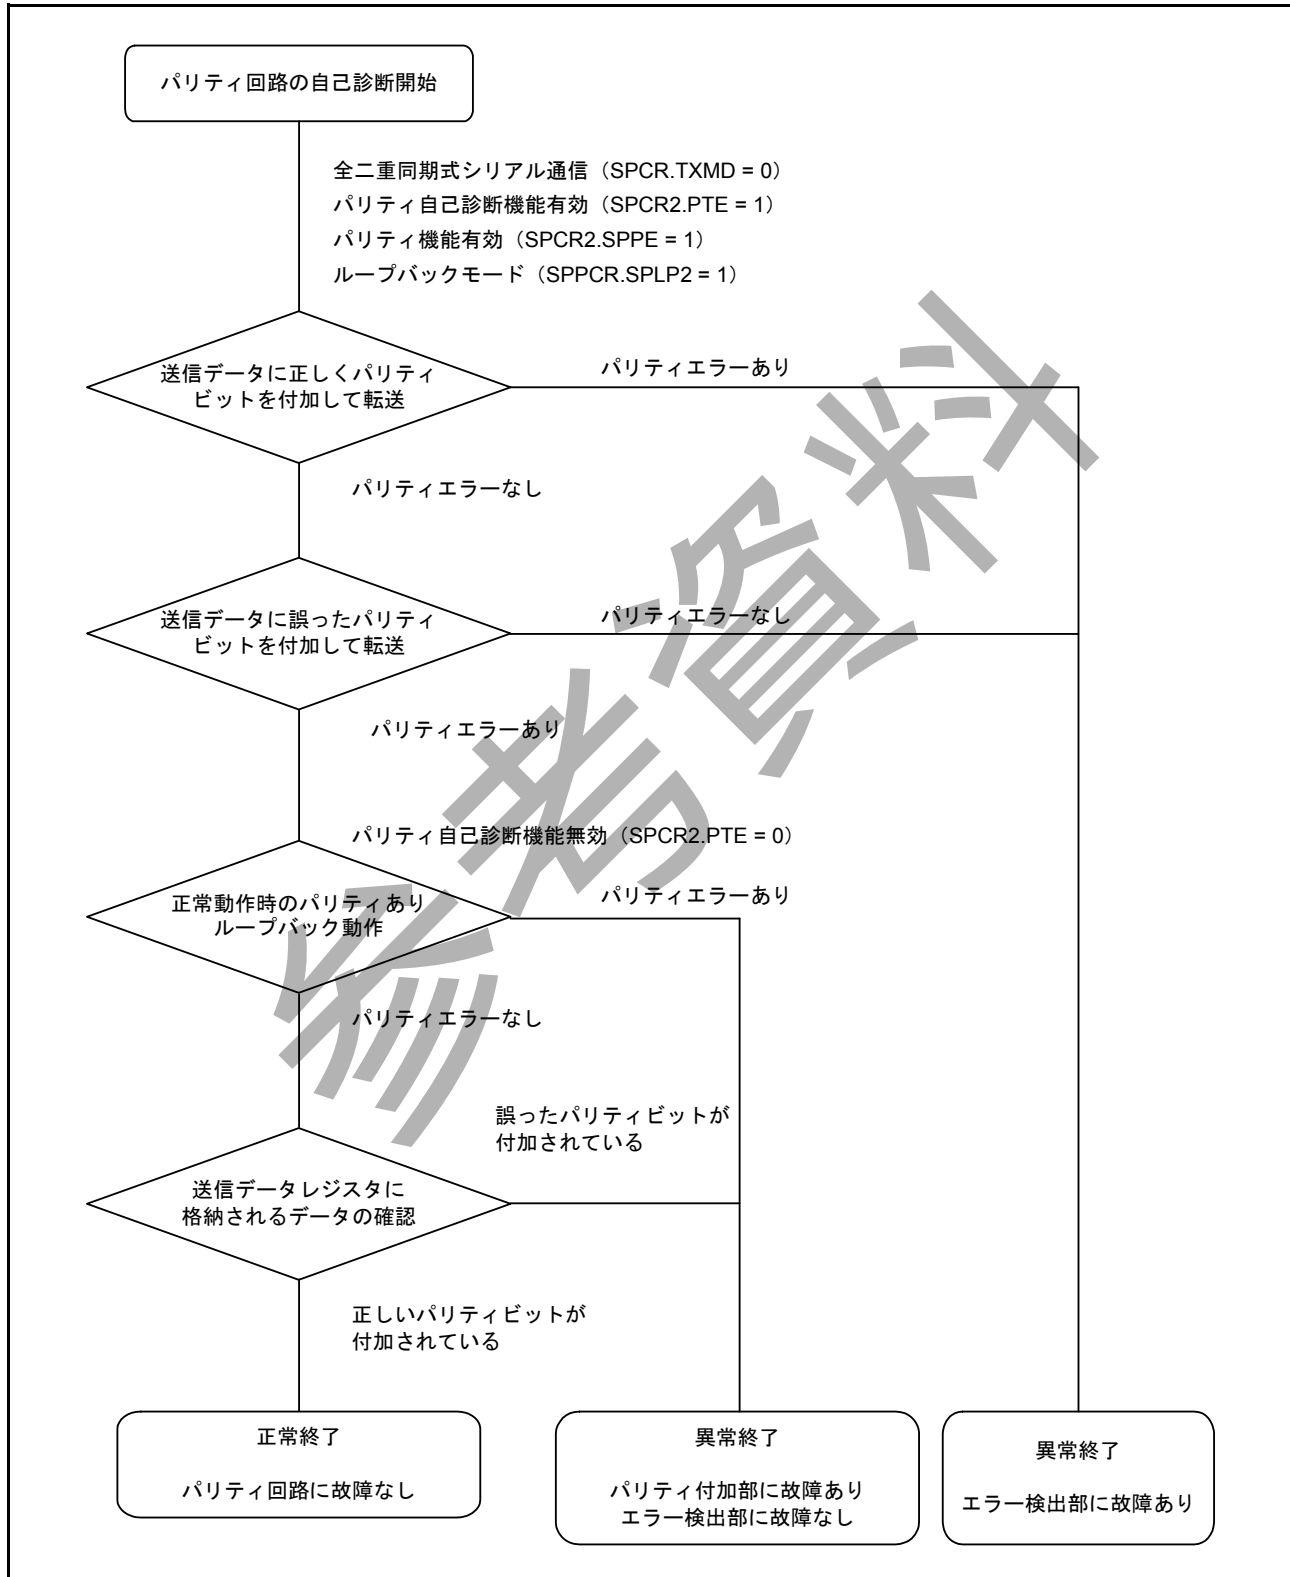 パリティ回路の自己診断開始
全二重同期式シリアル通信（SPCR.TXMD = 0）
パリティ自己診断機能有効（SPCR2.PTE = 1）
パリティ機能有効（SPCR2.SPPE = 1）
ループバックモード（SPPCR.SPLP2 = 1）
送信データに正しくパリティ
ビットを付加して転送
パリティエラーあり
パリティエラーなし
送信データに誤ったパリティ
ビットを付加して転送
パリティエラーなし
パリティエラーあり
パリティ自己診断機能無効（SPCR2.PTE = 0）
正常動作時のパリティあり
ループバック動作
パリティエラーあり
パリティエラーなし
誤ったパリティビットが
付加されている
送信データレジスタに
格納されるデータの確認
正しいパリティビットが
付加されている
正常終了
パリティ回路に故障なし
異常終了
パリティ付加部に故障あり
エラー検出部に故障なし
異常終了
エラー検出部に故障あり
参考資料